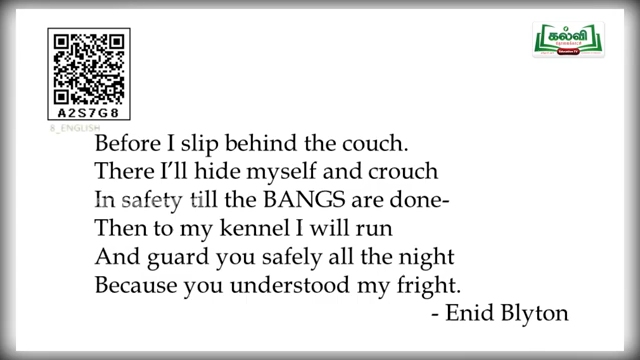 கல்வி
A2S7G8
8_ENGLISH
Before I slip behind the couch.
There I'll hide myself and crouch
In safety till the BANGS are done-
Then to my kennel I will run
And guard you safely all the night
Because you understood my fright.
- Enid Blyton